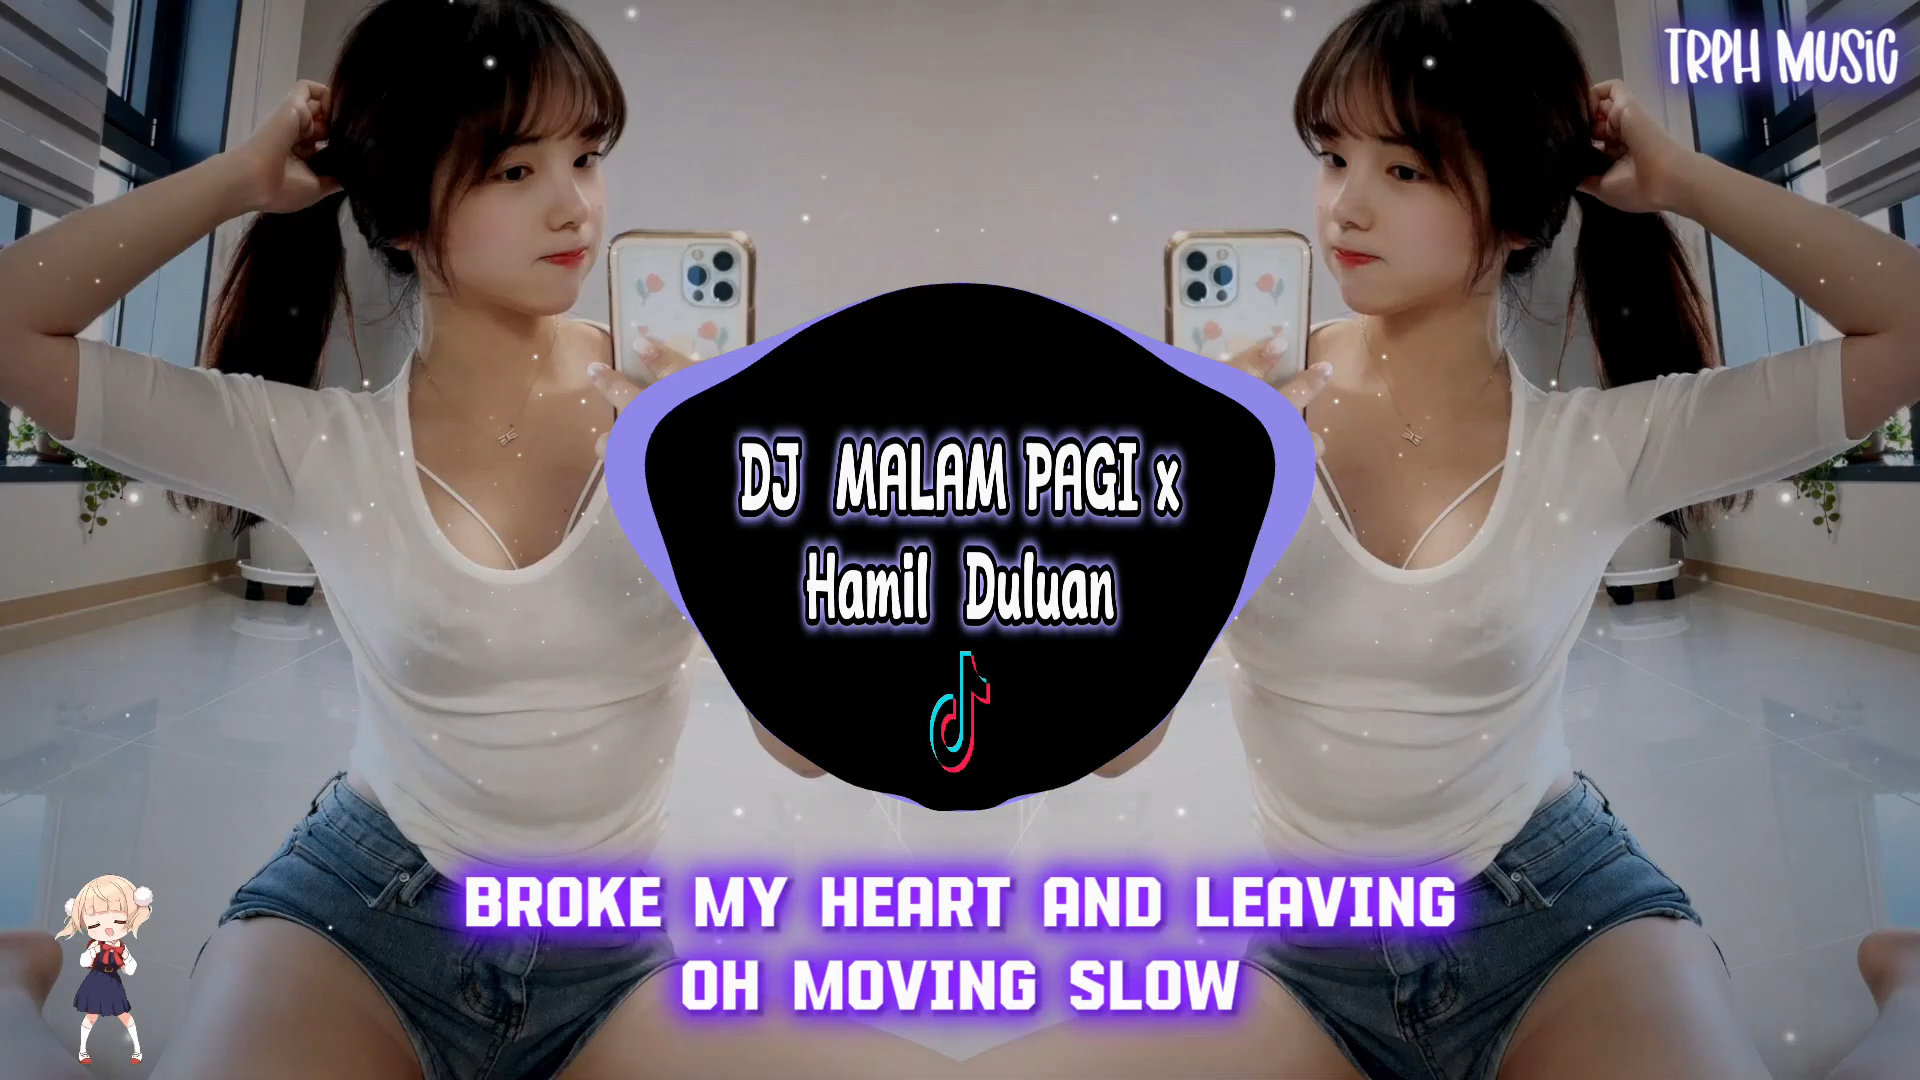 TRPH MUSIC
DJ MALAM PAGI x
Hamil Duluan
BROKE MY HEART AND LEAVING
OH MOVING SLOW